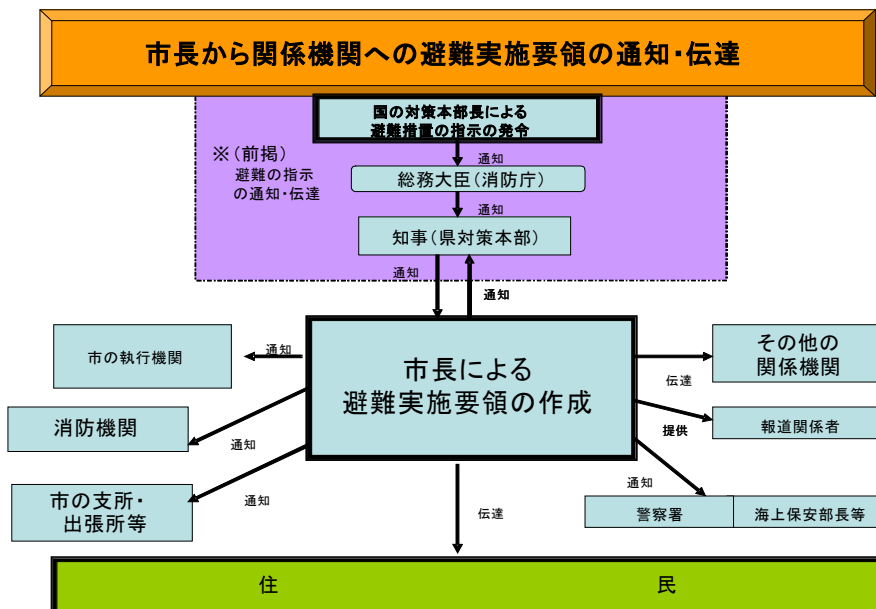 市長から関係機関への避難実施要領の通知・伝達
国の対策本部長による
避難措置の指示の発令
※(前掲)
避難の指示
の通知・伝達
通知
総務大臣(消防庁)
通知
知事(県対策本部)
通知
通知
市の執行機関
通知
市長による
避難実施要領の作成
その他の
関係機関
伝達
消防機関
通知
報道関係者
提供
市の支所・
出張所等
通知
伝達
通知
警察署
海上保安部長等
住 民